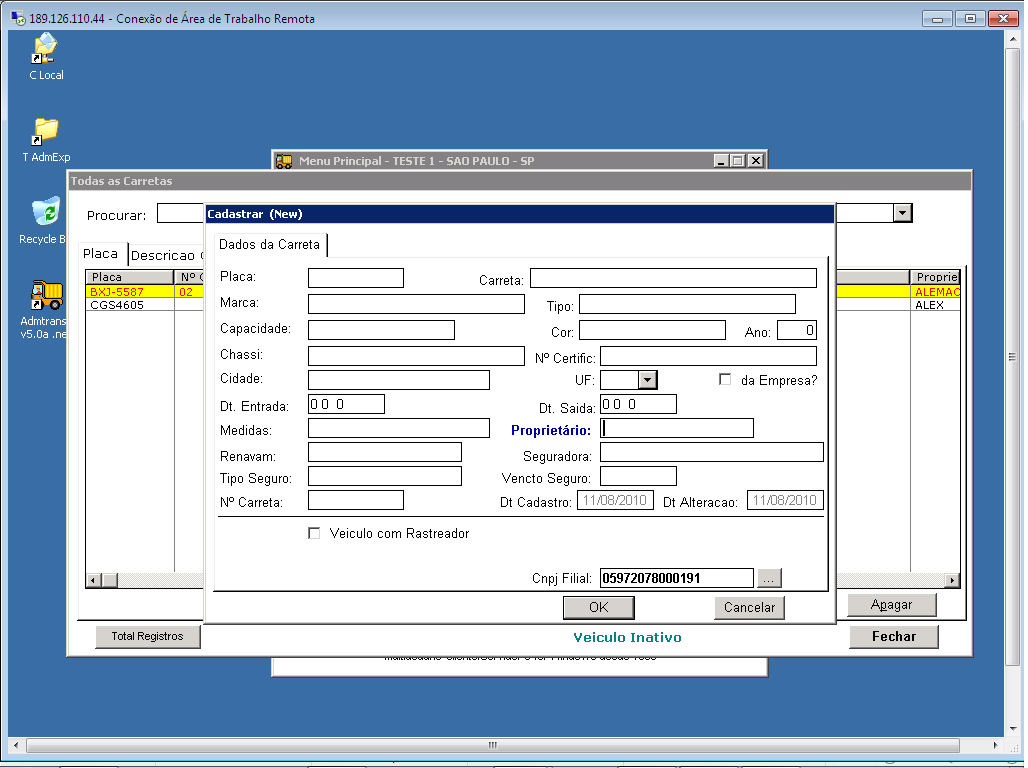 189.126.110.44 - Conexão de Área de Trabalho Remota
C Local
T AdmExp
Recycle B
Admtrans
v5.0a .ne
Menu Principal - TESTE 1 - SAO PAULO - SP
Todas as Carretas
Procurar:
Placa
Descricao
Placa Nº Proprie
BXJ-5587 02 ALEMAO
CGS4605 ALEX
Cadastrar (New)
Dados da Carreta
Placa: Carreta:
Marca: Tipo:
Capacidade: Cor: Ano: 0
Chassi: Nº Certific:
Cidade: UF: da Empresa?
Dt. Entrada: 0 0 0 Dt. Saida: 0 0 0
Medidas: Proprietário:
Renavam: Seguradora:
Tipo Seguro: Vencto Seguro:
Nº Carreta: Dt Cadastro: 11/08/2010 Dt Alteracao: 11/08/2010
Veiculo com Rastreador
Cnpj Filial: 05972078000191 ...
OK Cancelar
Apagar
Total Registros Veiculo Inativo Fechar